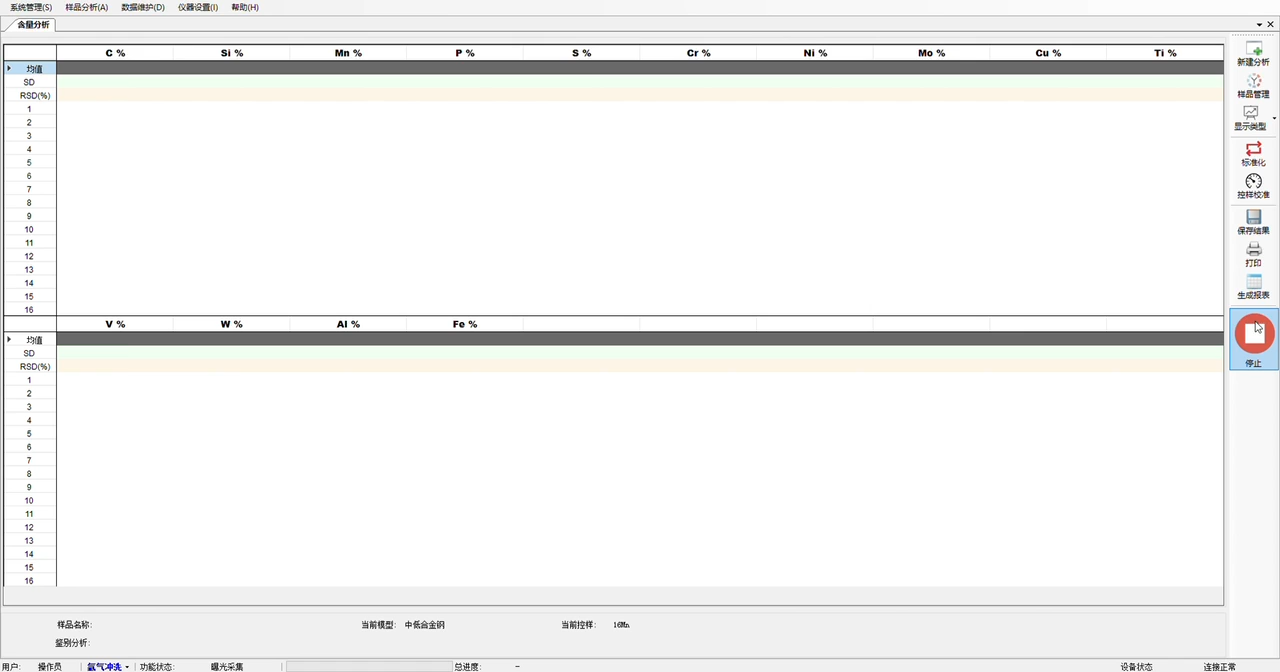 系统管理(S) 样品分析(A) 数据维护(D) 仪器设置(I) 帮助(H)
含量分析
C % Si % Mn % P % S % Cr % Ni % Mo % Cu % Ti %
均值
SD
RSD(%)
1
2
3
4
5
6
7
8
9
10
11
12
13
14
15
16
V % W % Al % Fe %
均值
SD
RSD(%)
1
2
3
4
5
6
7
8
9
10
11
12
13
14
15
16
新建分析
样品管理
显示类型
标准化
控样校准
保存结果
打印
生成报表
停止
样品名称: 当前模型: 中低合金钢 当前控样: 16Mn
鉴别分析:
用户: 操作员 氩气冲洗 功能状态: 曝光采集 总进度: – 设备状态 连接正常